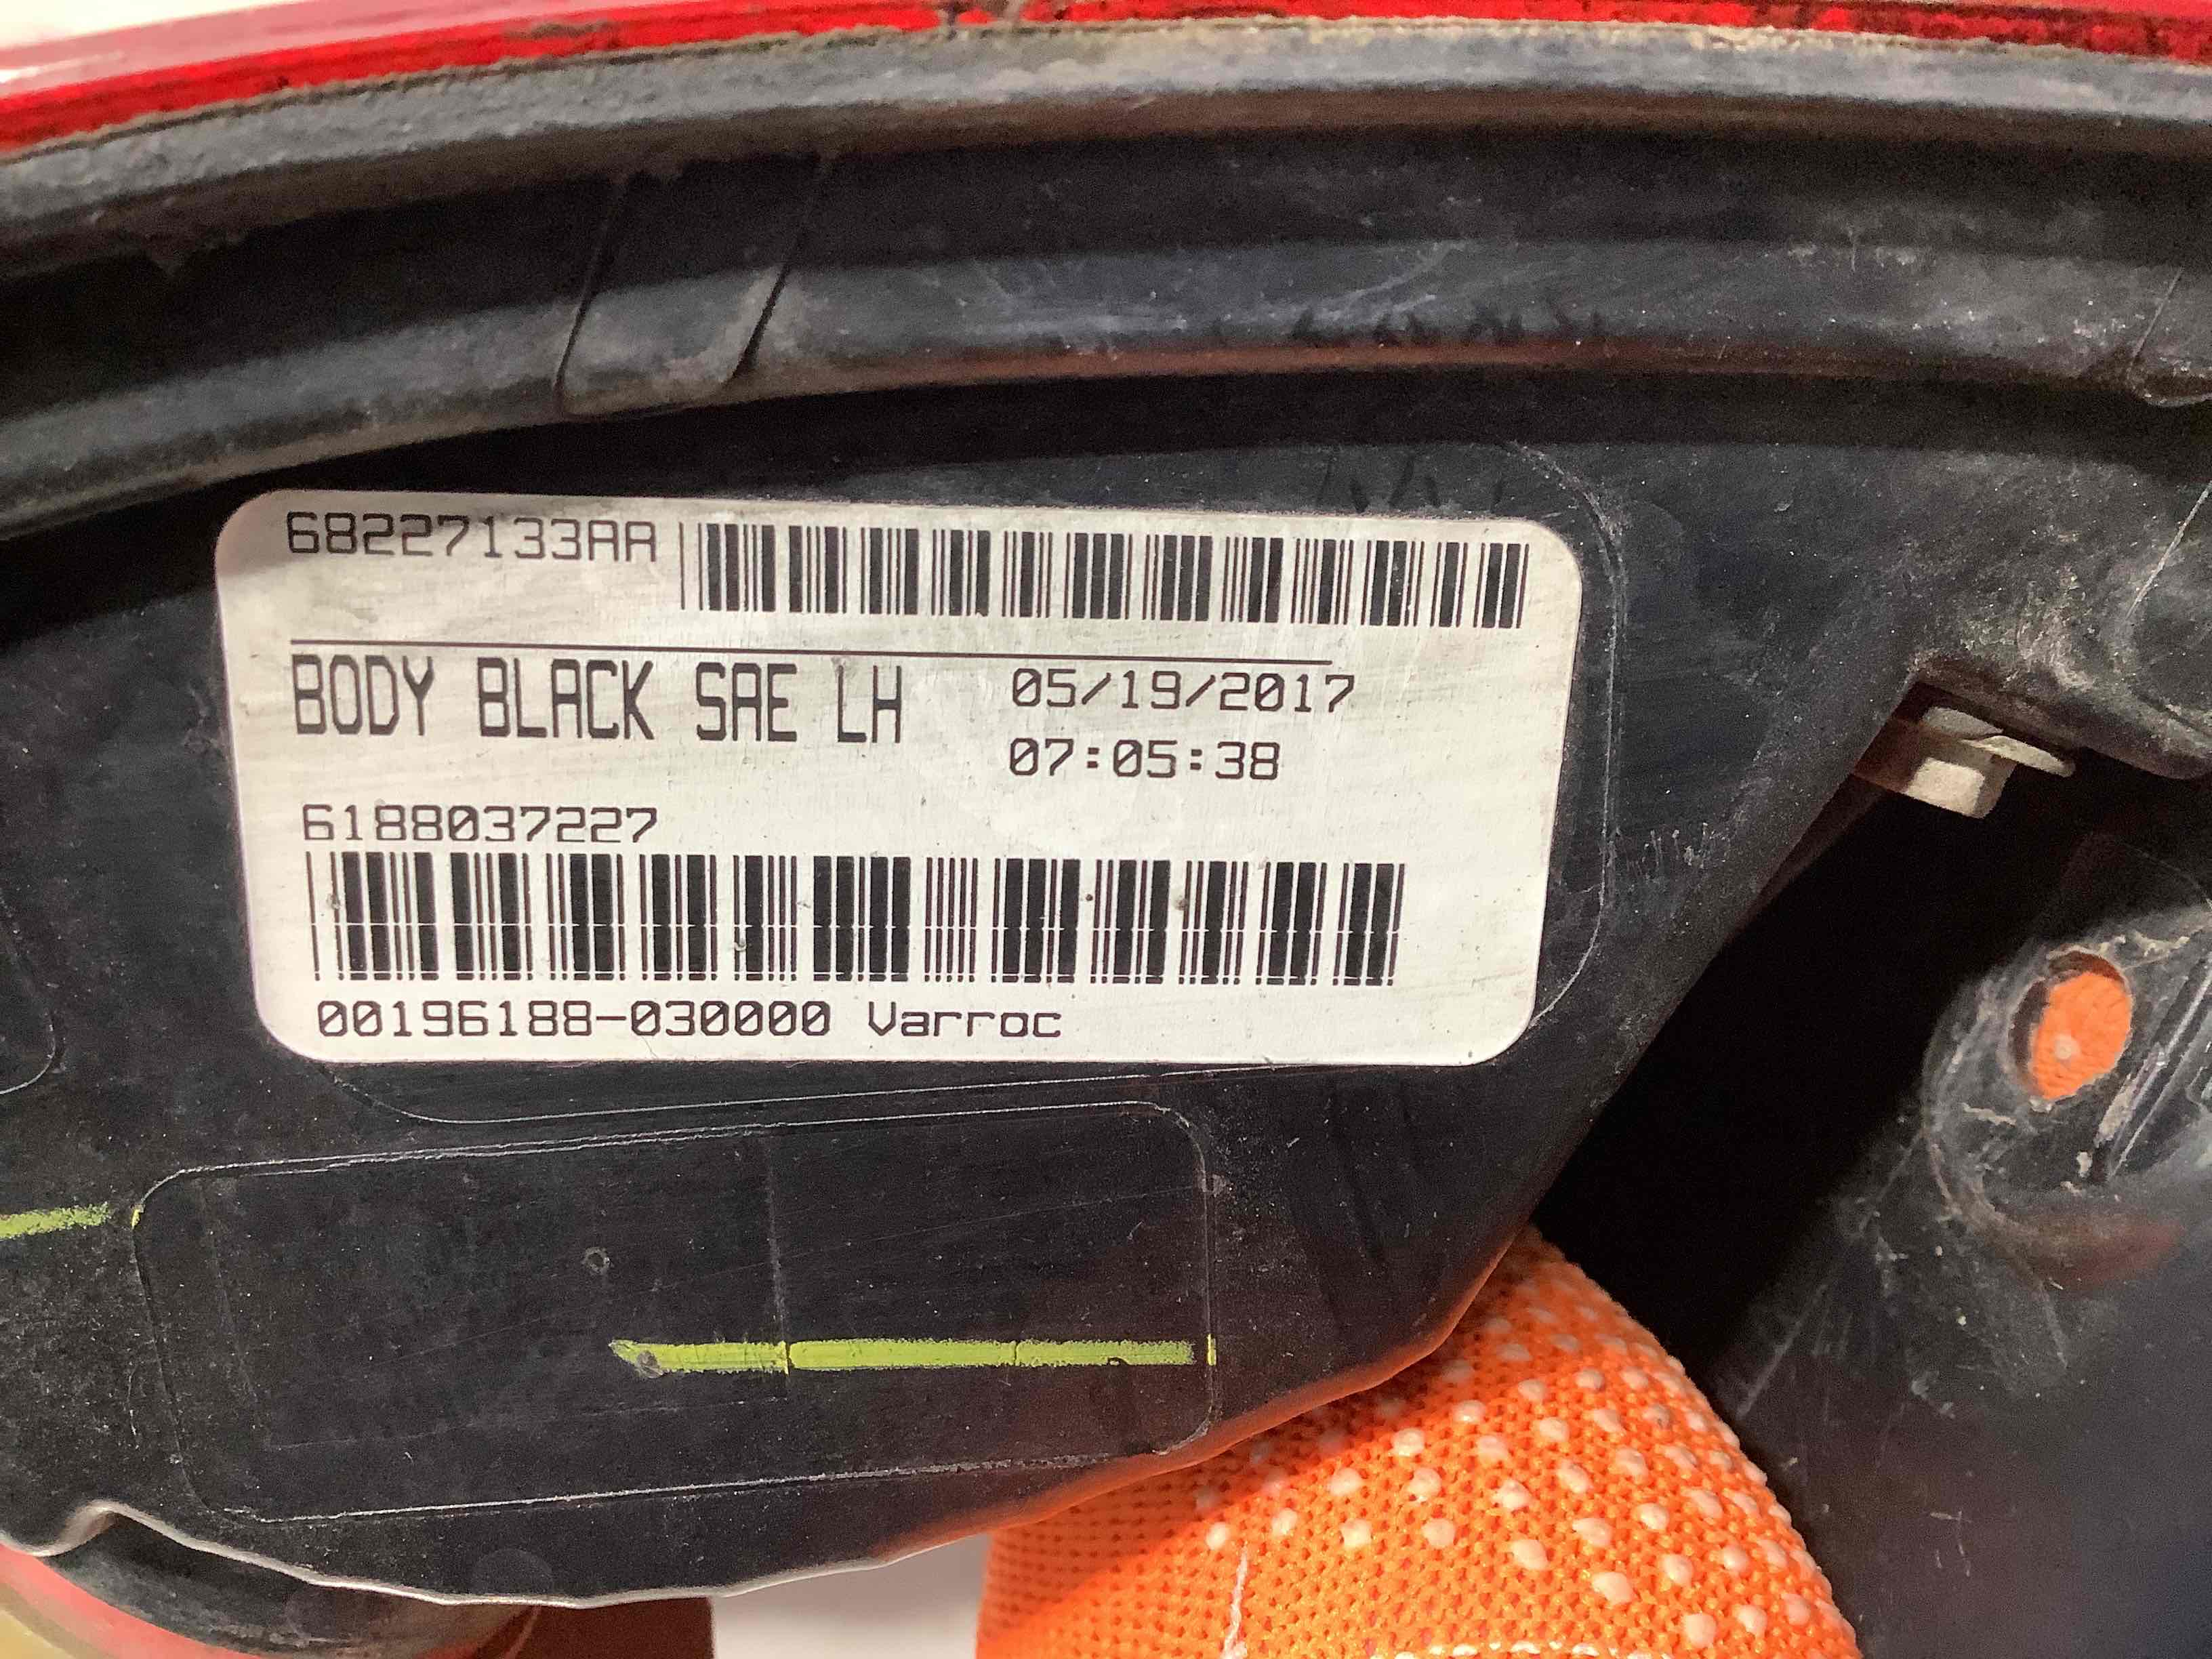 68227133AA
BODY BLACK SAE LH 05/19/2017
07:05:38
6188037227
00196188-030000 Varroc